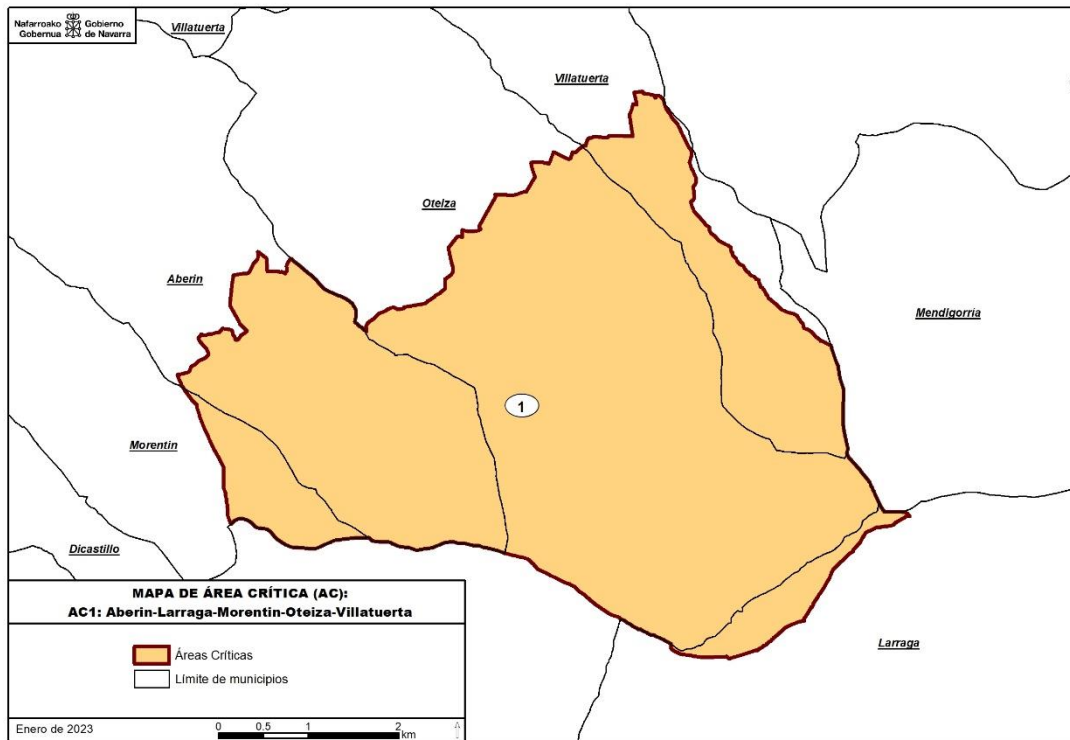 Nafarroako Gobierno
Gobernua de Navarra
Villatuerta
Villatuerta
Oteiza
Aberin
Mendigorría
1
Morentin
Dicastillo
Larraga
MAPA DE ÁREA CRÍTICA (AC):
AC1: Aberin-Larraga-Morentin-Oteiza-Villatuerta
Áreas Críticas
Límite de municipios
Enero de 2023
0 0.5 1 2
km